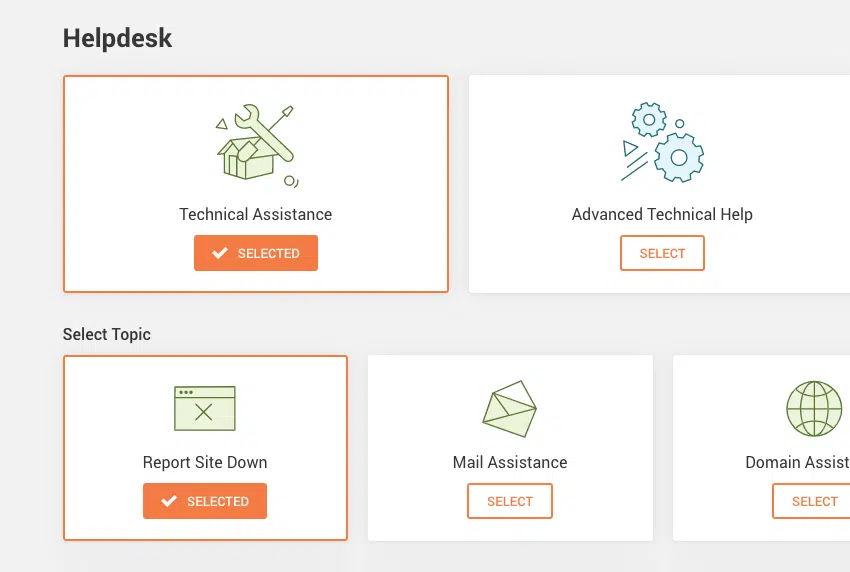 Helpdesk
Technical Assistance
Advanced Technical Help
SELECTED
SELECT
Select Topic
Report Site Down
Mail Assistance
Domain Assist
SELECTED
SELECT
SELECT